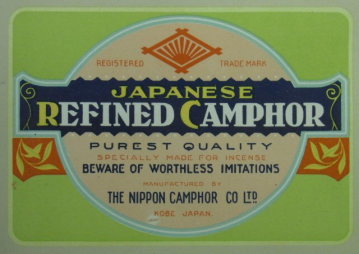 REGISTERED TRADE MARK
JAPANESE
REFINED CAMPHOR
PUREST QUALITY
SPECIALLY MADE FOR INCENSE
BEWARE OF WORTHLESS IMITATIONS
MANUFACTURED BY
THE NIPPON CAMPHOR CO LTD.
KOBE JAPAN.